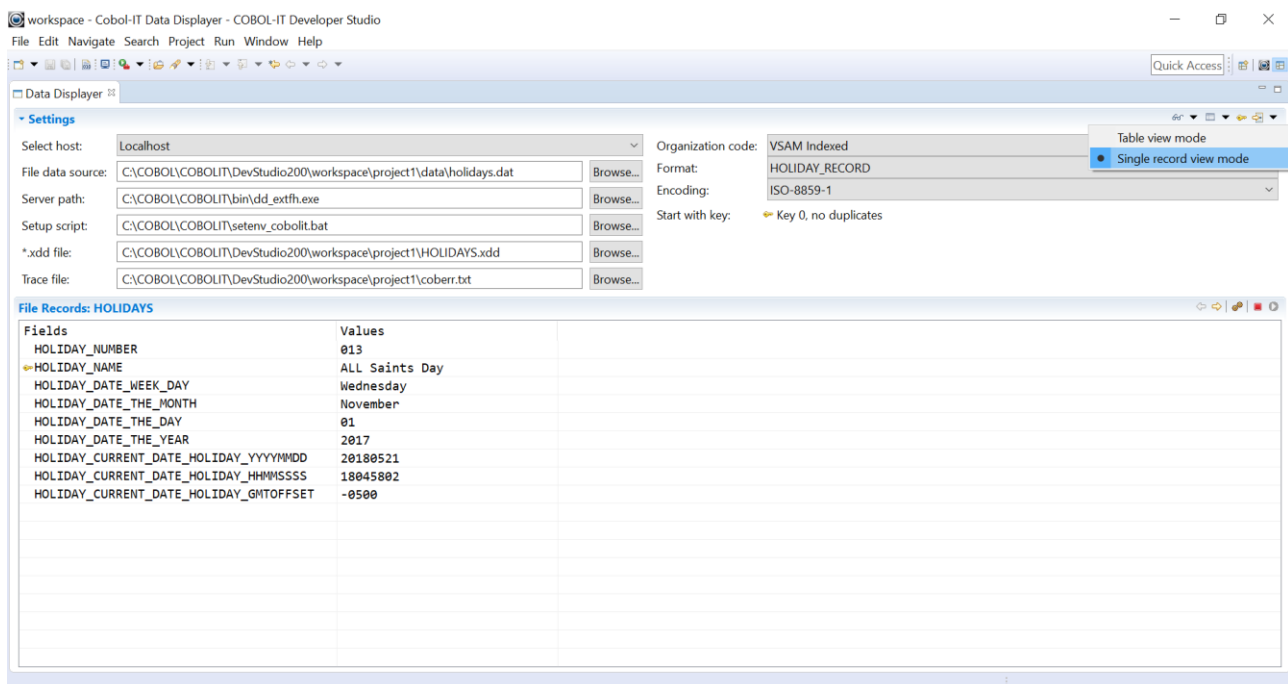 workspace - Cobol-IT Data Displayer - COBOL-IT Developer Studio
File Edit Navigate Search Project Run Window Help
Quick Access
Data Displayer
Settings
Table view mode
Single record view mode
Select host: Localhost
File data source: C:\COBOL\COBOLIT\DevStudio200\workspace\project1\data\holidays.dat Browse...
Server path: C:\COBOL\COBOLIT\bin\dd_extfh.exe Browse...
Setup script: C:\COBOL\COBOLIT\setenv_cobolit.bat Browse...
*.xdd file: C:\COBOL\COBOLIT\DevStudio200\workspace\project1\HOLIDAYS.xdd Browse...
Trace file: C:\COBOL\COBOLIT\DevStudio200\workspace\project1\coberr.txt Browse...
Organization code: VSAM Indexed
Format: HOLIDAY_RECORD
Encoding: ISO-8859-1
Start with key: Key 0, no duplicates
File Records: HOLIDAYS
Fields Values
HOLIDAY_NUMBER 013
HOLIDAY_NAME ALL Saints Day
HOLIDAY_DATE_WEEK_DAY Wednesday
HOLIDAY_DATE_THE_MONTH November
HOLIDAY_DATE_THE_DAY 01
HOLIDAY_DATE_THE_YEAR 2017
HOLIDAY_CURRENT_DATE_HOLIDAY_YYYYMMDD 20180521
HOLIDAY_CURRENT_DATE_HOLIDAY_HHMMSSSS 18045802
HOLIDAY_CURRENT_DATE_HOLIDAY_GMTOFFSET -0500